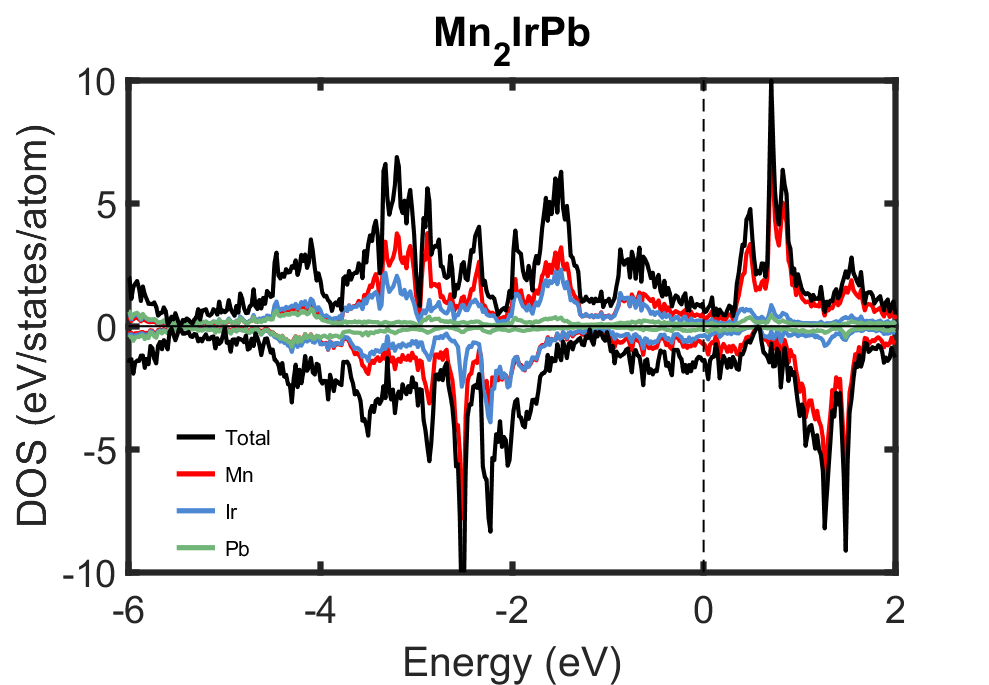 Mn2IrPb
10
5
0
-5
-10
DOS (eV/states/atom)
Total
Mn
Ir
Pb
-6
-4
-2
0
2
Energy (eV)